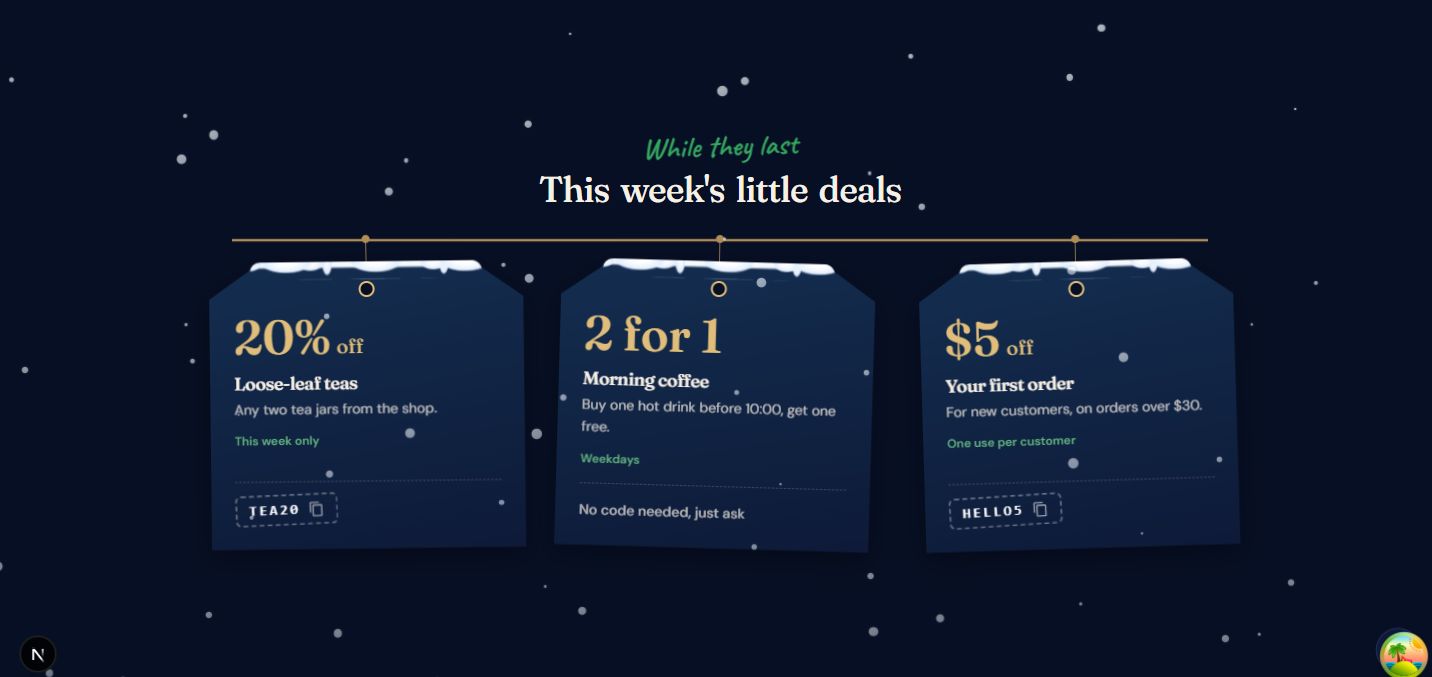 While they last
This week's little deals
20% off
Loose-leaf teas
Any two tea jars from the shop.
This week only
TEA20
2 for 1
Morning coffee
Buy one hot drink before 10:00, get one
free.
Weekdays
No code needed, just ask
$5 off
Your first order
For new customers, on orders over $30.
One use per customer
HELLO5
N